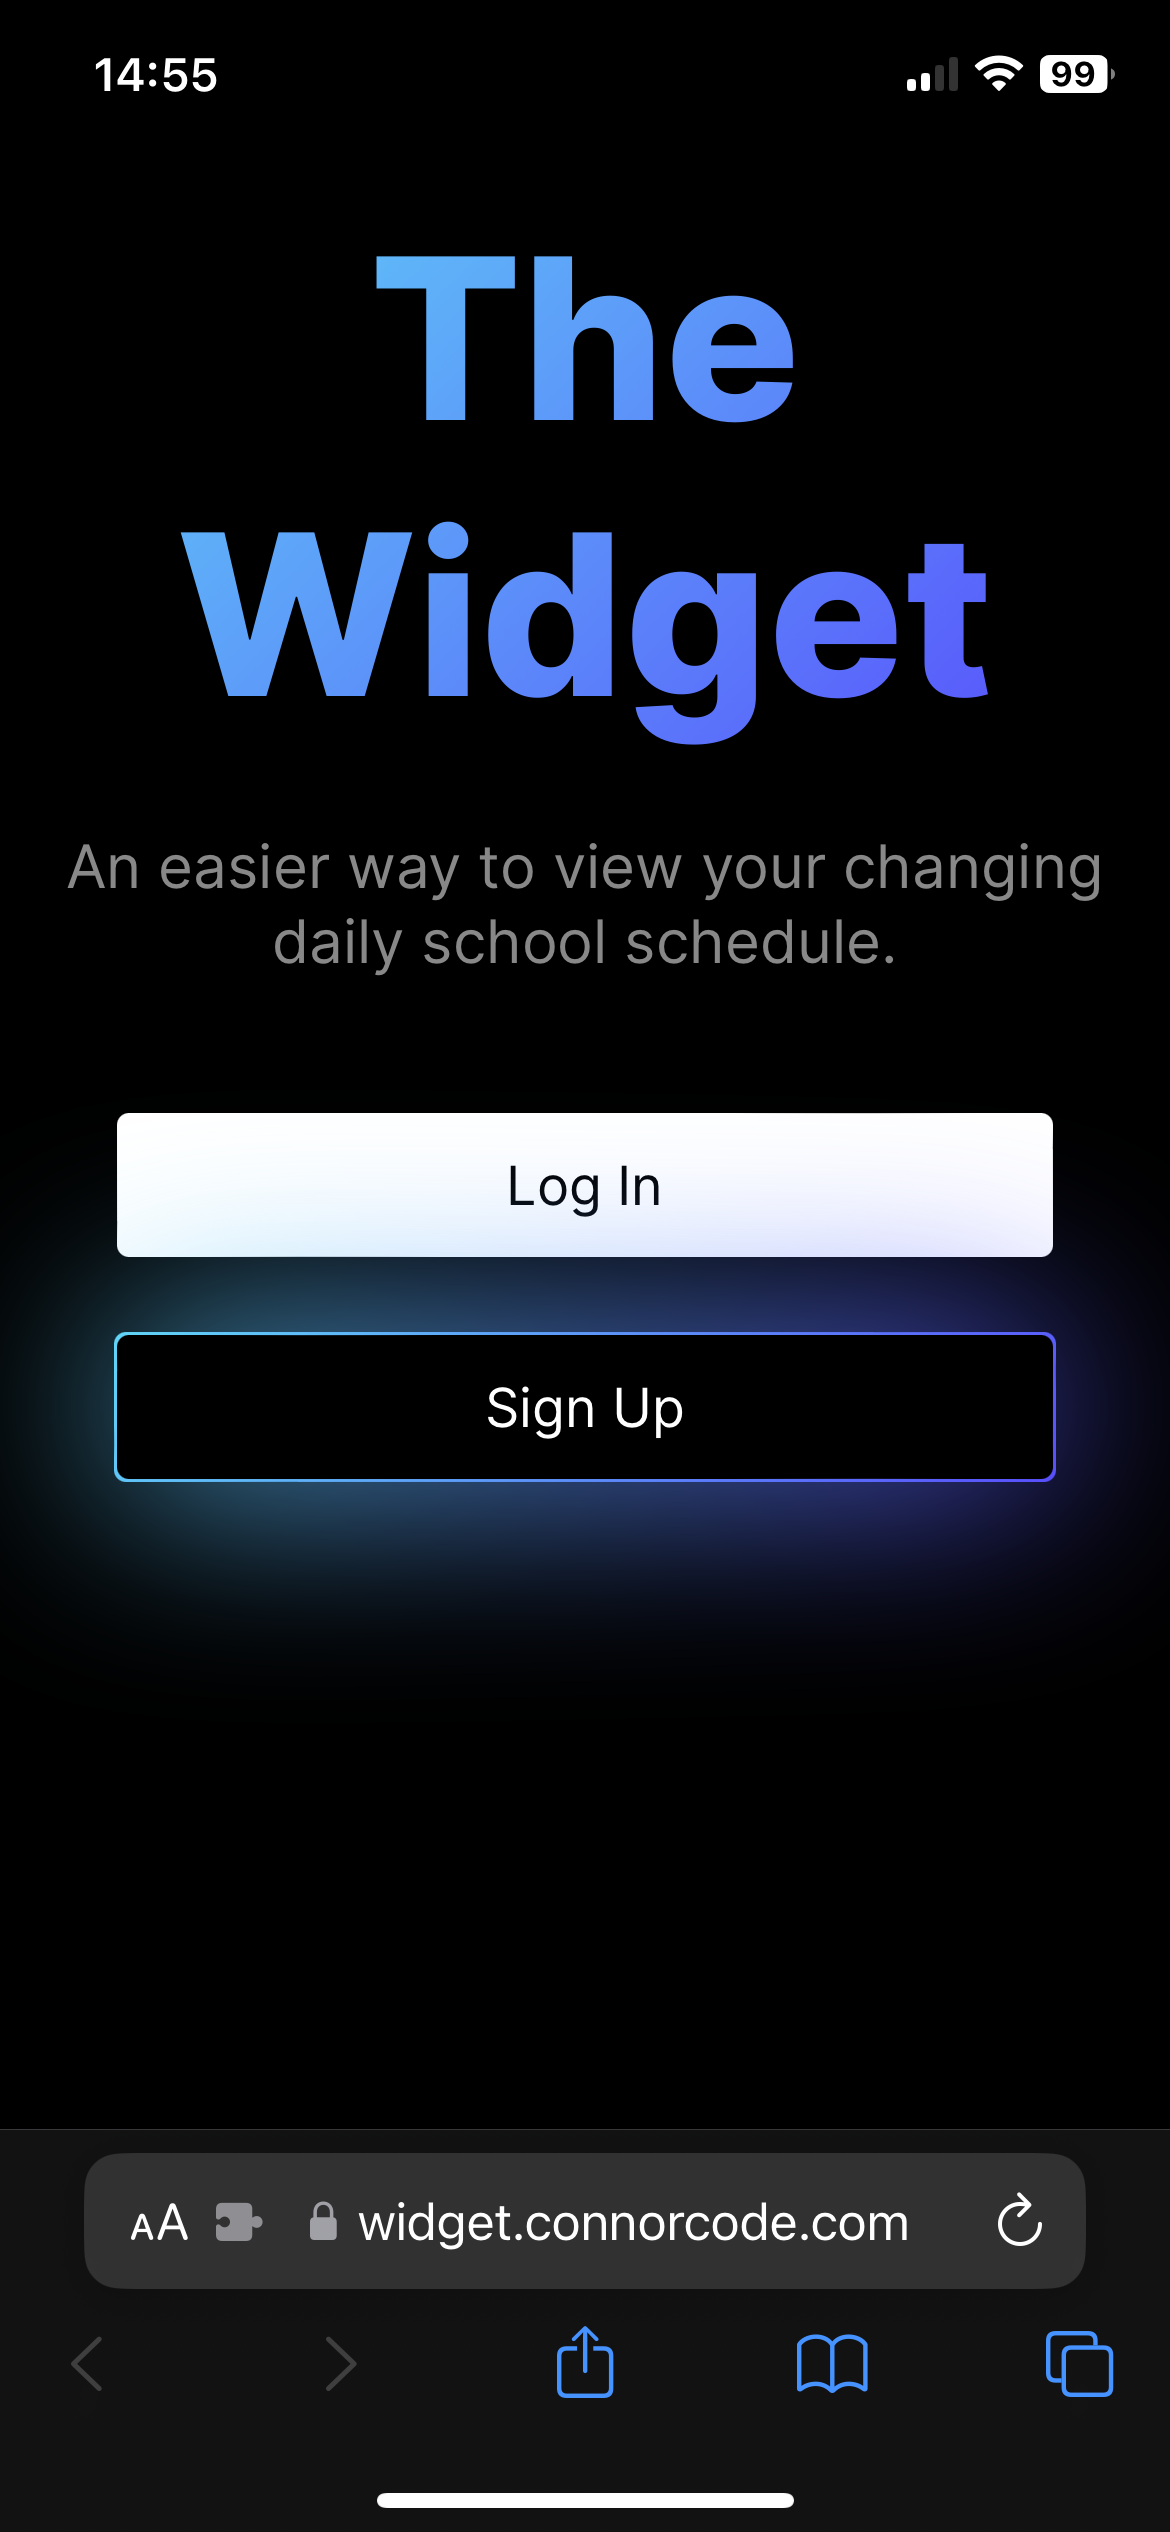 14:55
99
The
Widget
An easier way to view your changing
daily school schedule.
Log In
Sign Up
AA widget.connorcode.com